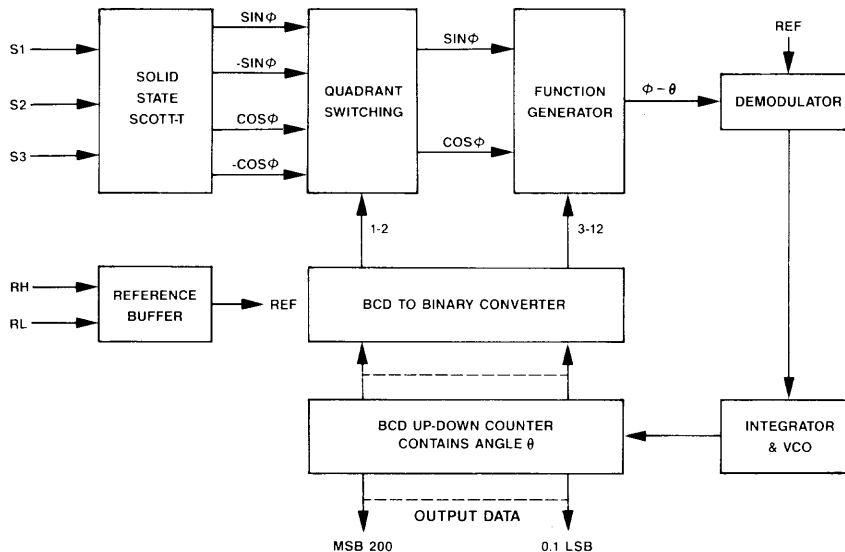 S1
S2
S3
SOLID
STATE
SCOTT-T
SINΦ
-SINΦ
COSΦ
-COSΦ
QUADRANT
SWITCHING
SINΦ
COSΦ
FUNCTION
GENERATOR
Φ-θ
REF
DEMODULATOR
1-2
3-12
RH
RL
REFERENCE
BUFFER
REF
BCD TO BINARY CONVERTER
BCD UP-DOWN COUNTER
CONTAINS ANGLE θ
INTEGRATOR
& VCO
OUTPUT DATA
MSB 200
0.1 LSB